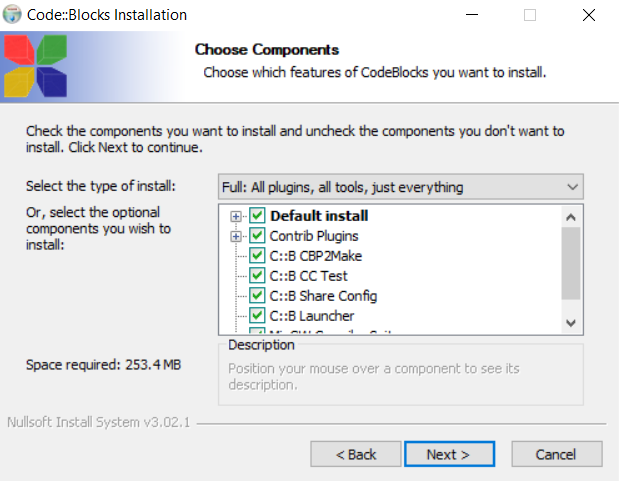 Code::Blocks Installation
Choose Components
Choose which features of CodeBlocks you want to install.
Check the components you want to install and uncheck the components you don't want to
install. Click Next to continue.
Select the type of install:
Full: All plugins, all tools, just everything
Or, select the optional
components you wish to
install:
Default install
Contrib Plugins
C::B CBP2Make
C::B CC Test
C::B Share Config
C::B Launcher
Space required: 253.4 MB
Description
Position your mouse over a component to see its
description.
Nullsoft Install System v3.02.1
< Back
Next >
Cancel